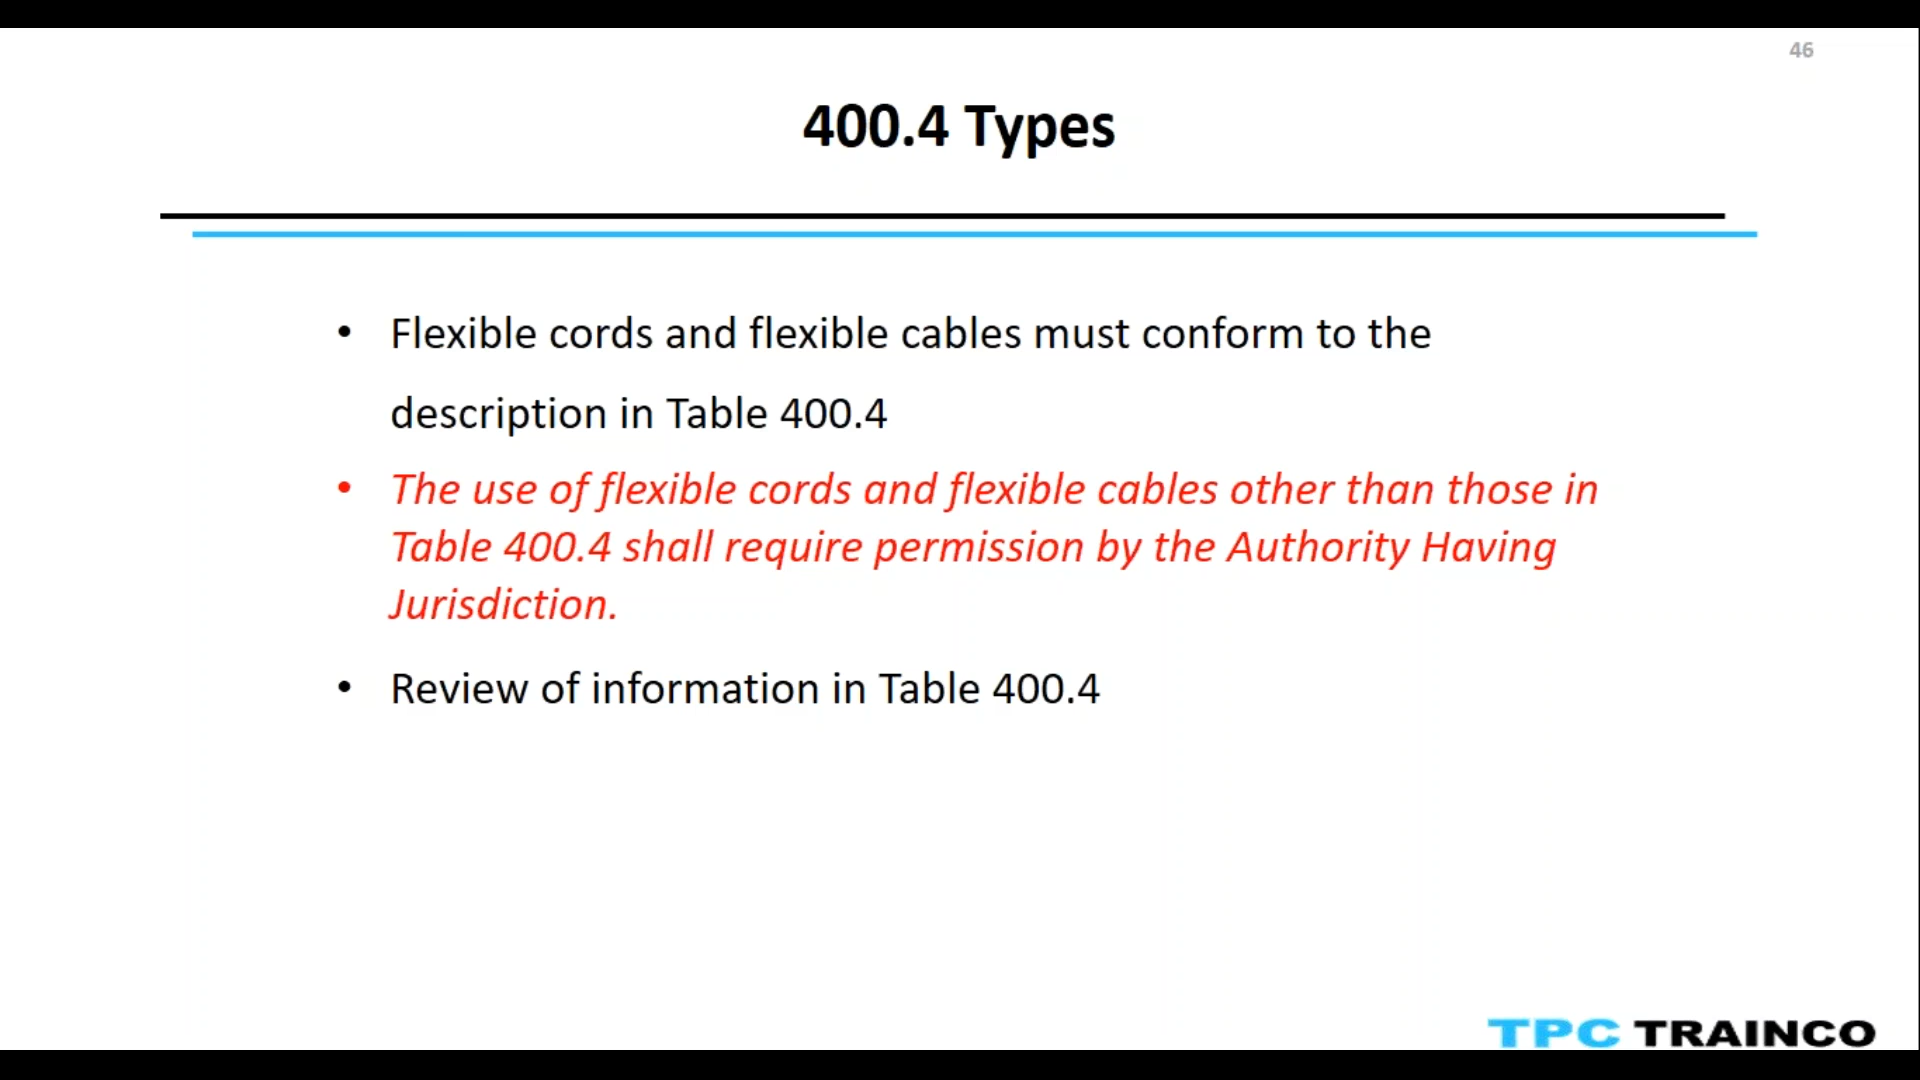 46
400.4 Types
• Flexible cords and flexible cables must conform to the
description in Table 400.4
• The use of flexible cords and flexible cables other than those in
Table 400.4 shall require permission by the Authority Having
Jurisdiction.
• Review of information in Table 400.4
TPC TRAINCO